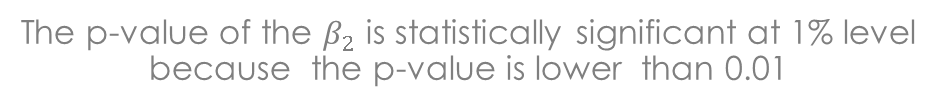 The p-value of the β₂ is statistically significant at 1% level
because the p-value is lower than 0.01